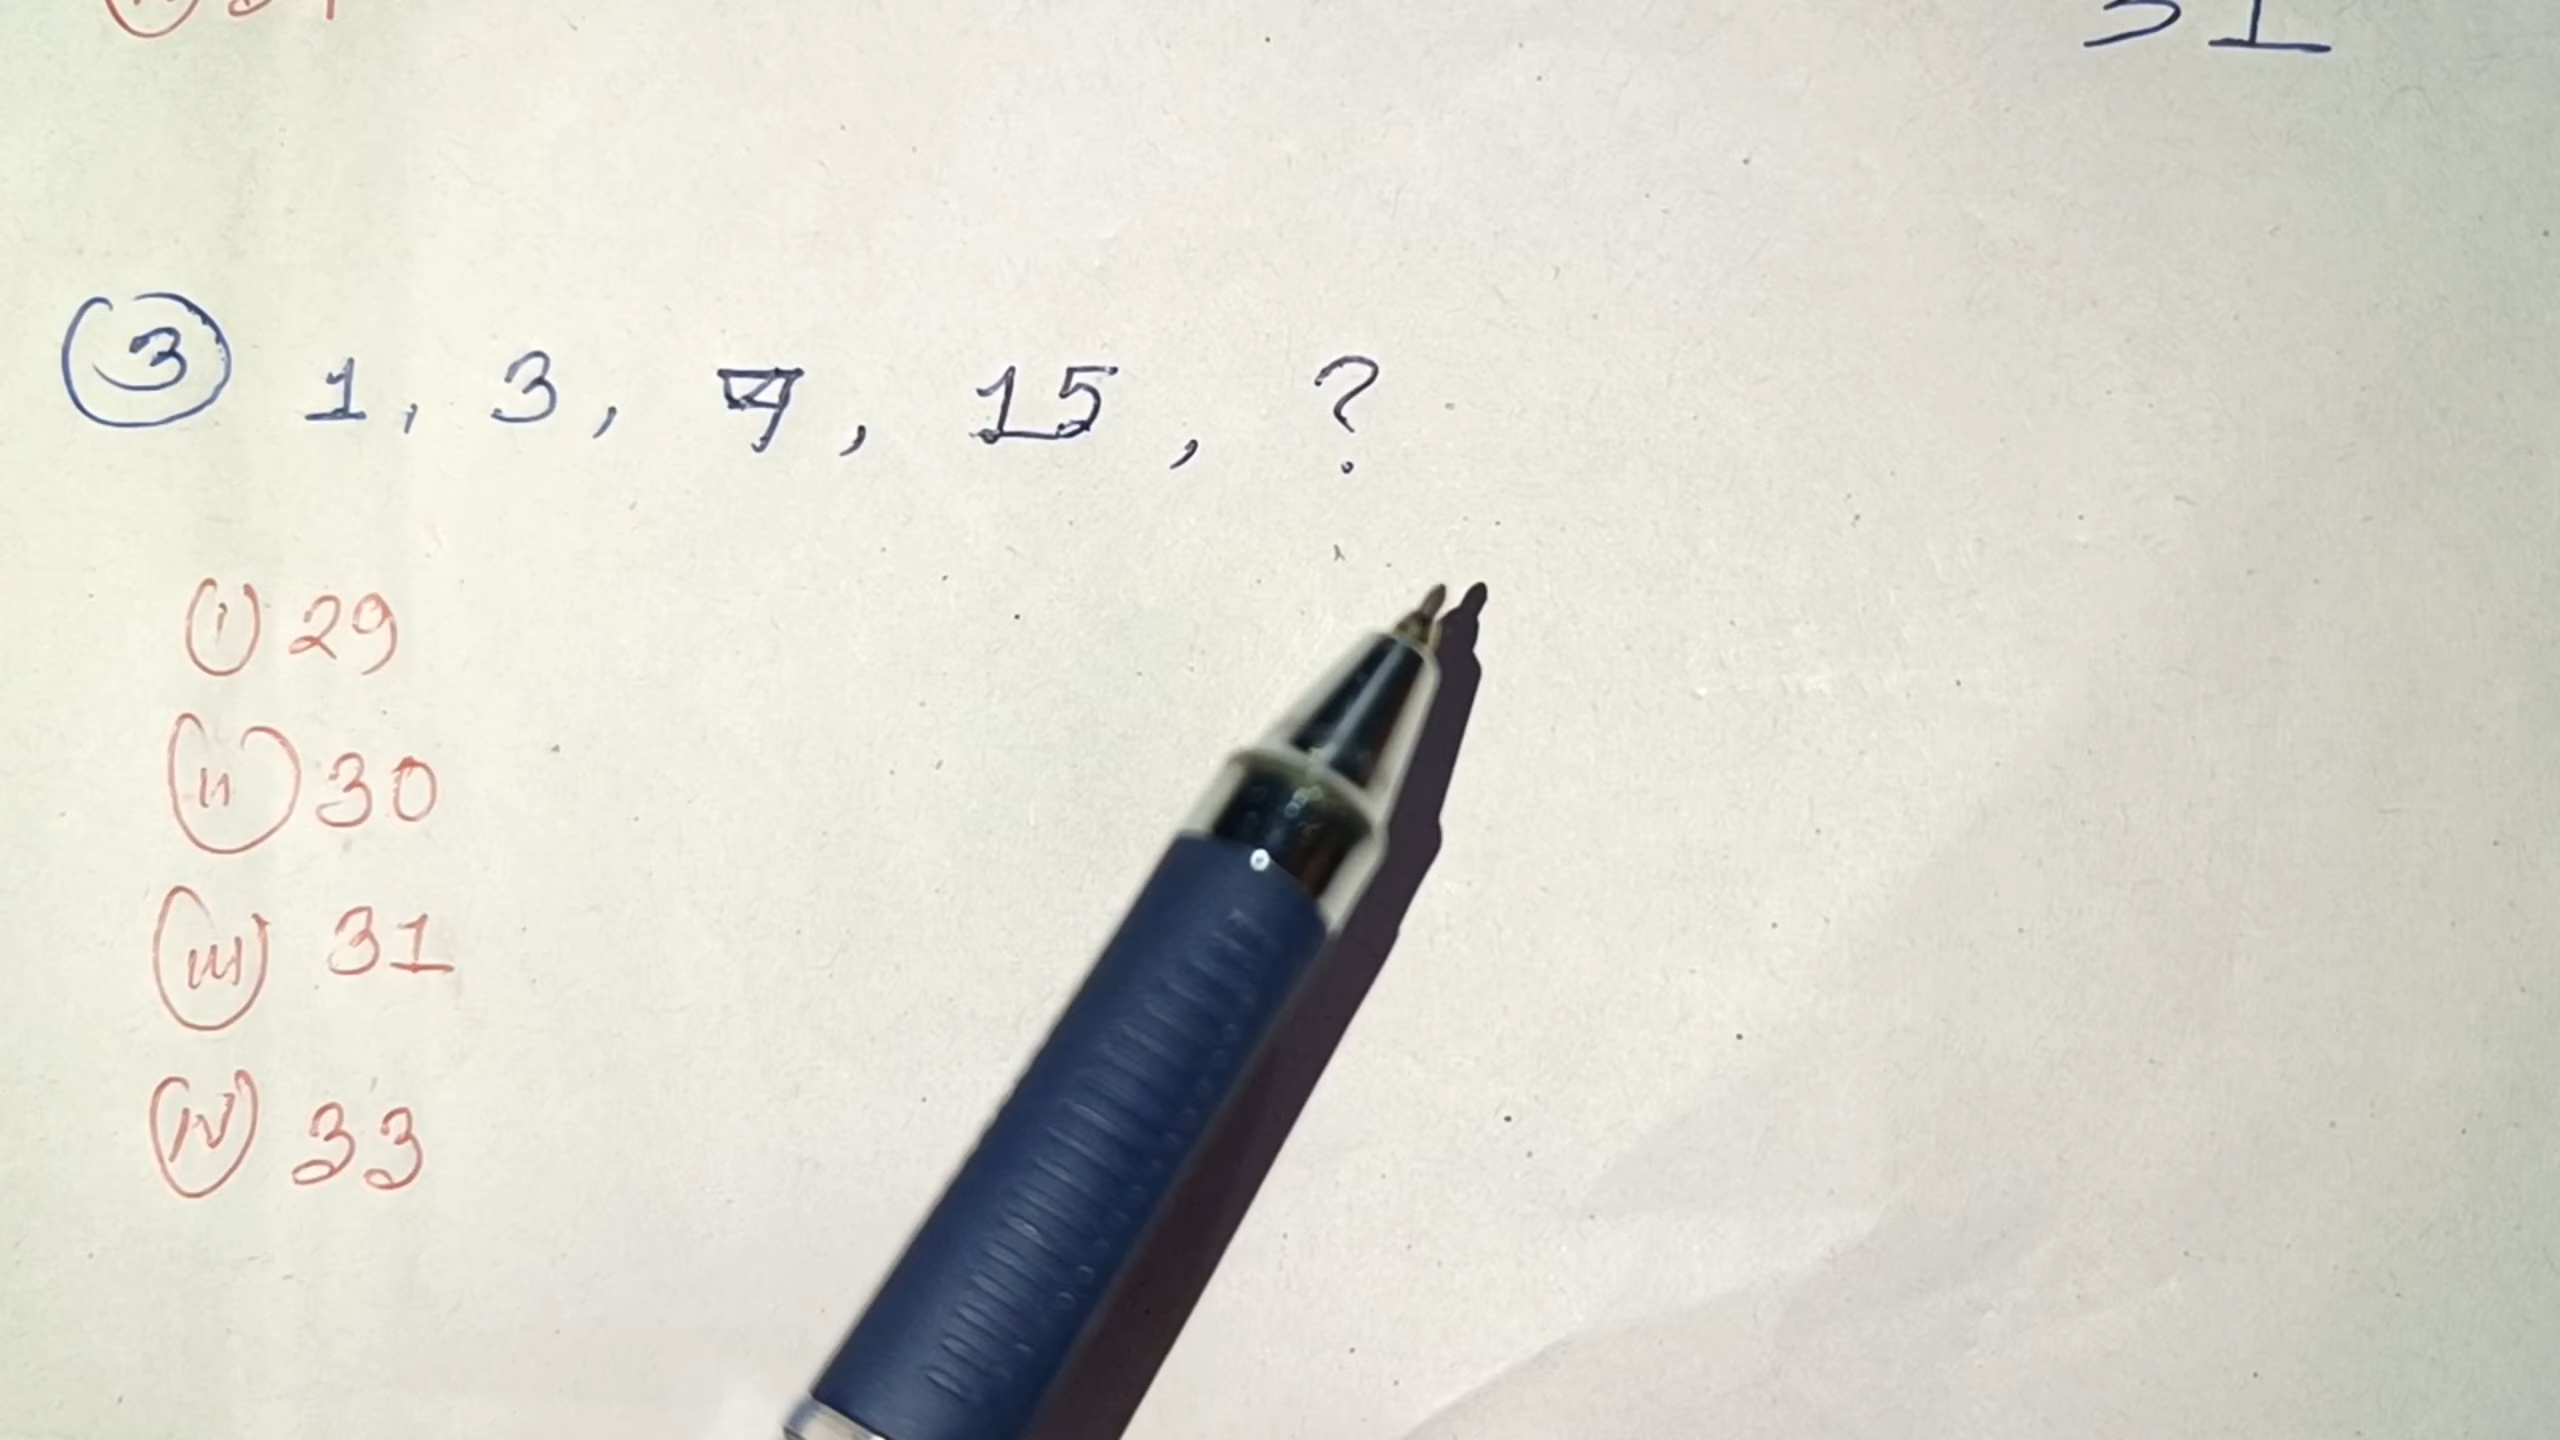 31
③ 1, 3, 7, 15, ?
(i) 29
(ii) 30
(iii) 31
(iv) 33